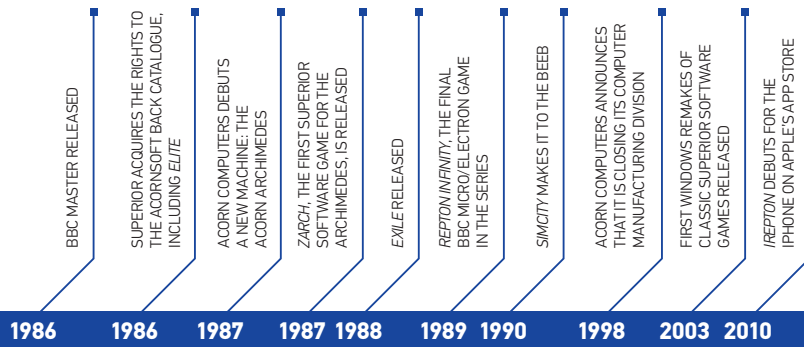 BBC MASTER RELEASED
SUPERIOR ACQUIRES THE RIGHTS TO
THE ACORNSOFT BACK CATALOGUE,
INCLUDING ELITE
ACORN COMPUTERS DEBUTS
A NEW MACHINE: THE
ACORN ARCHIMEDES
ZARCH, THE FIRST SUPERIOR
SOFTWARE GAME FOR THE
ARCHIMEDES, IS RELEASED
EXILE RELEASED
REPTON INFINITY, THE FINAL
BBC MICRO/ELECTRON GAME
IN THE SERIES
SIMCITY MAKES IT TO THE BEEB
ACORN COMPUTERS ANNOUNCES
THAT IT IS CLOSING ITS COMPUTER
MANUFACTURING DIVISION
FIRST WINDOWS REMAKES OF
CLASSIC SUPERIOR SOFTWARE
GAMES RELEASED
IREPTON DEBUTS FOR THE
IPHONE ON APPLE'S APP STORE
1986 1986 1987 1987 1988 1989 1990 1998 2003 2010